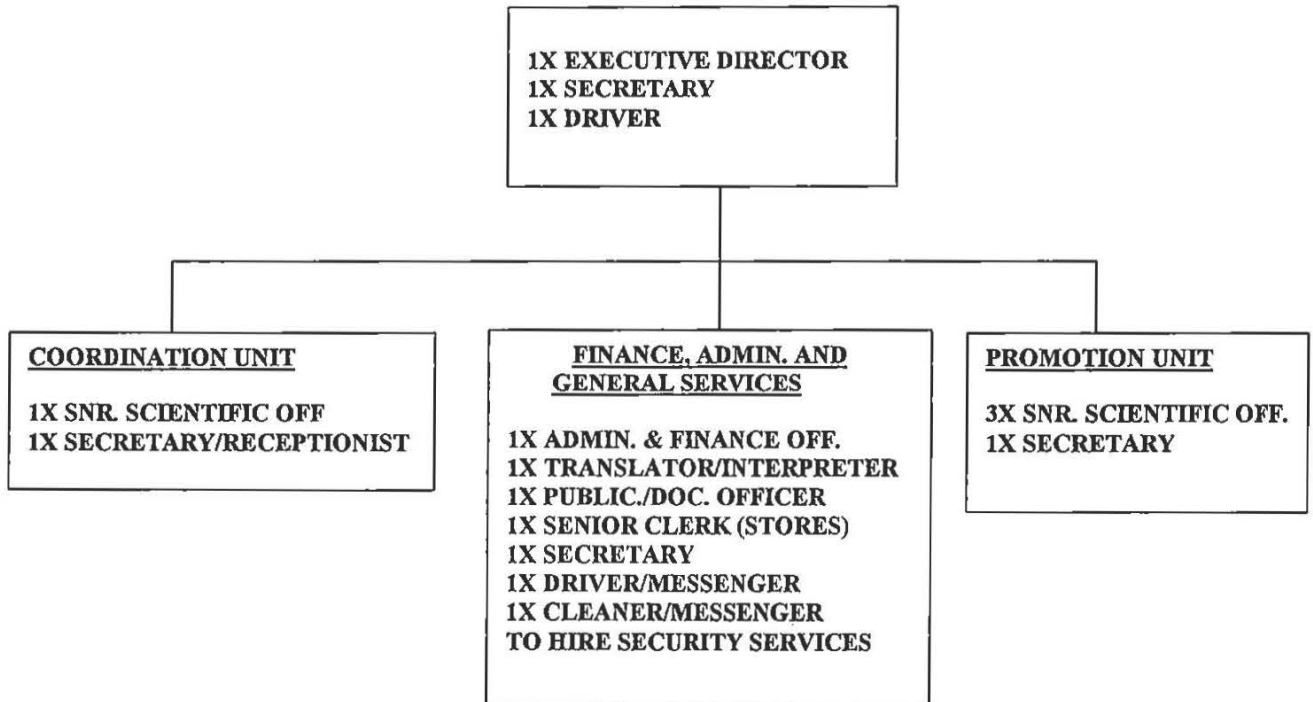 1X EXECUTIVE DIRECTOR
1X SECRETARY
1X DRIVER
COORDINATION UNIT
1X SNR. SCIENTIFIC OFF
1X SECRETARY/RECEPTIONIST
FINANCE, ADMIN. AND
GENERAL SERVICES
1X ADMIN. & FINANCE OFF.
1X TRANSLATOR/INTERPRETER
1X PUBLIC./DOC. OFFICER
1X SENIOR CLERK (STORES)
1X SECRETARY
1X DRIVER/MESSENGER
1X CLEANER/MESSENGER
TO HIRE SECURITY SERVICES
PROMOTION UNIT
3X SNR. SCIENTIFIC OFF.
1X SECRETARY